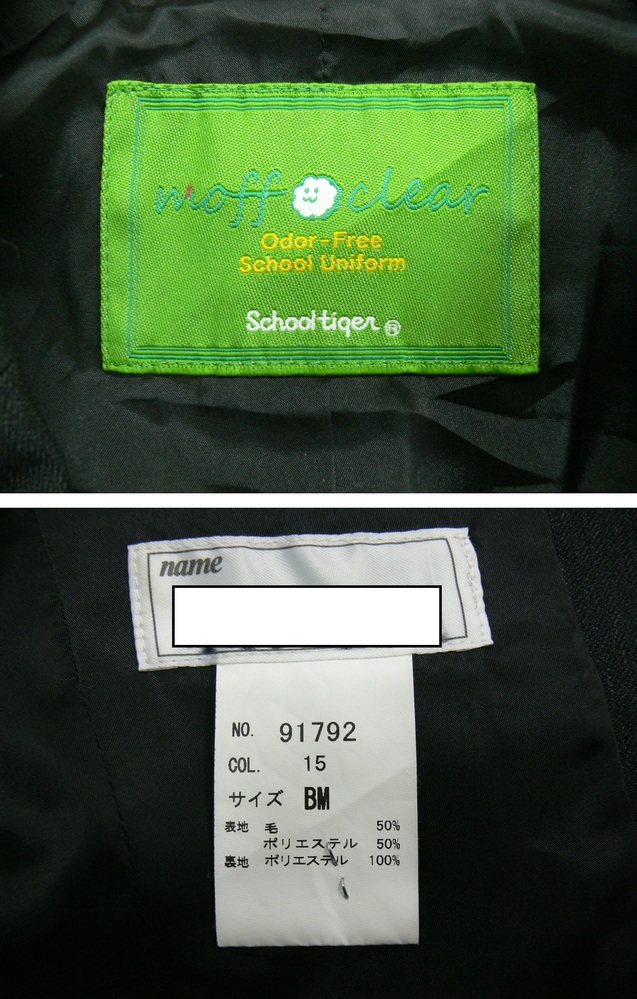 moff clear
Odor-Free
School Uniform
Schooltiger ®
name
NO. 91792
COL. 15
サイズ BM
表地 毛 50%
ポリエステル 50%
裏地 ポリエステル 100%